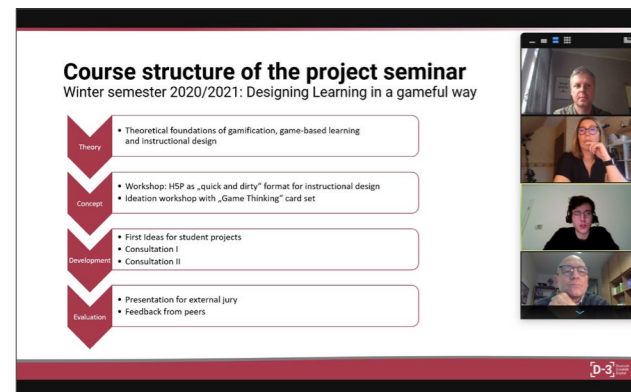 Course structure of the project seminar
Winter semester 2020/2021: Designing Learning in a gameful way
Theory
• Theoretical foundations of gamification, game-based learning
and instructional design
Concept
• Workshop: H5P as „quick and dirty" format for instructional design
• Ideation workshop with „Game Thinking" card set
Development
• First Ideas for student projects
• Consultation I
• Consultation II
Evaluation
• Presentation for external jury
• Feedback from peers
[D-3]